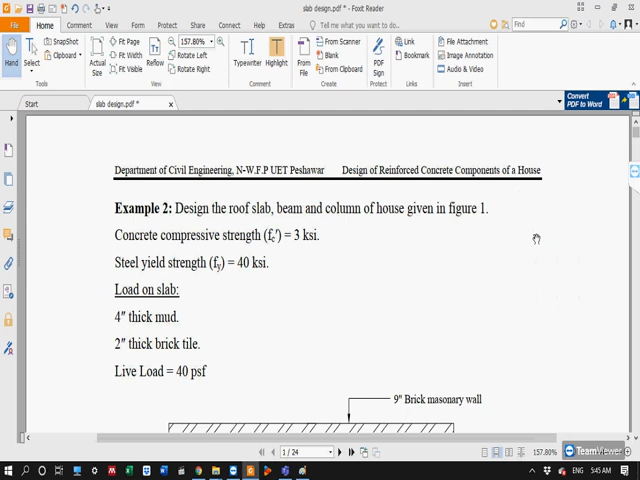 slab design.pdf * - Foxit Reader
File Home Comment View Form Protect Share Connect Help Extras Tell me what you want to do... Find
Hand Select SnapShot Clipboard Actual Size Fit Page Fit Width Fit Visible Reflow 157.80% Rotate Left Rotate Right Typewriter Highlight From File From Scanner Blank From Clipboard PDF Sign Link Bookmark File Attachment Image Annotation Audio & Video
Tools View Comment Create Protect Links Insert
Start slab design.pdf * Convert PDF to Word
Department of Civil Engineering, N-W.F.P UET Peshawar Design of Reinforced Concrete Components of a House
Example 2: Design the roof slab, beam and column of house given in figure 1.
Concrete compressive strength (fc′) = 3 ksi.
Steel yield strength (fy) = 40 ksi.
Load on slab:
4″ thick mud.
2″ thick brick tile.
Live Load = 40 psf
9" Brick masonary wall
1 / 24 157.80%
TeamViewer
ENG 5:45 AM